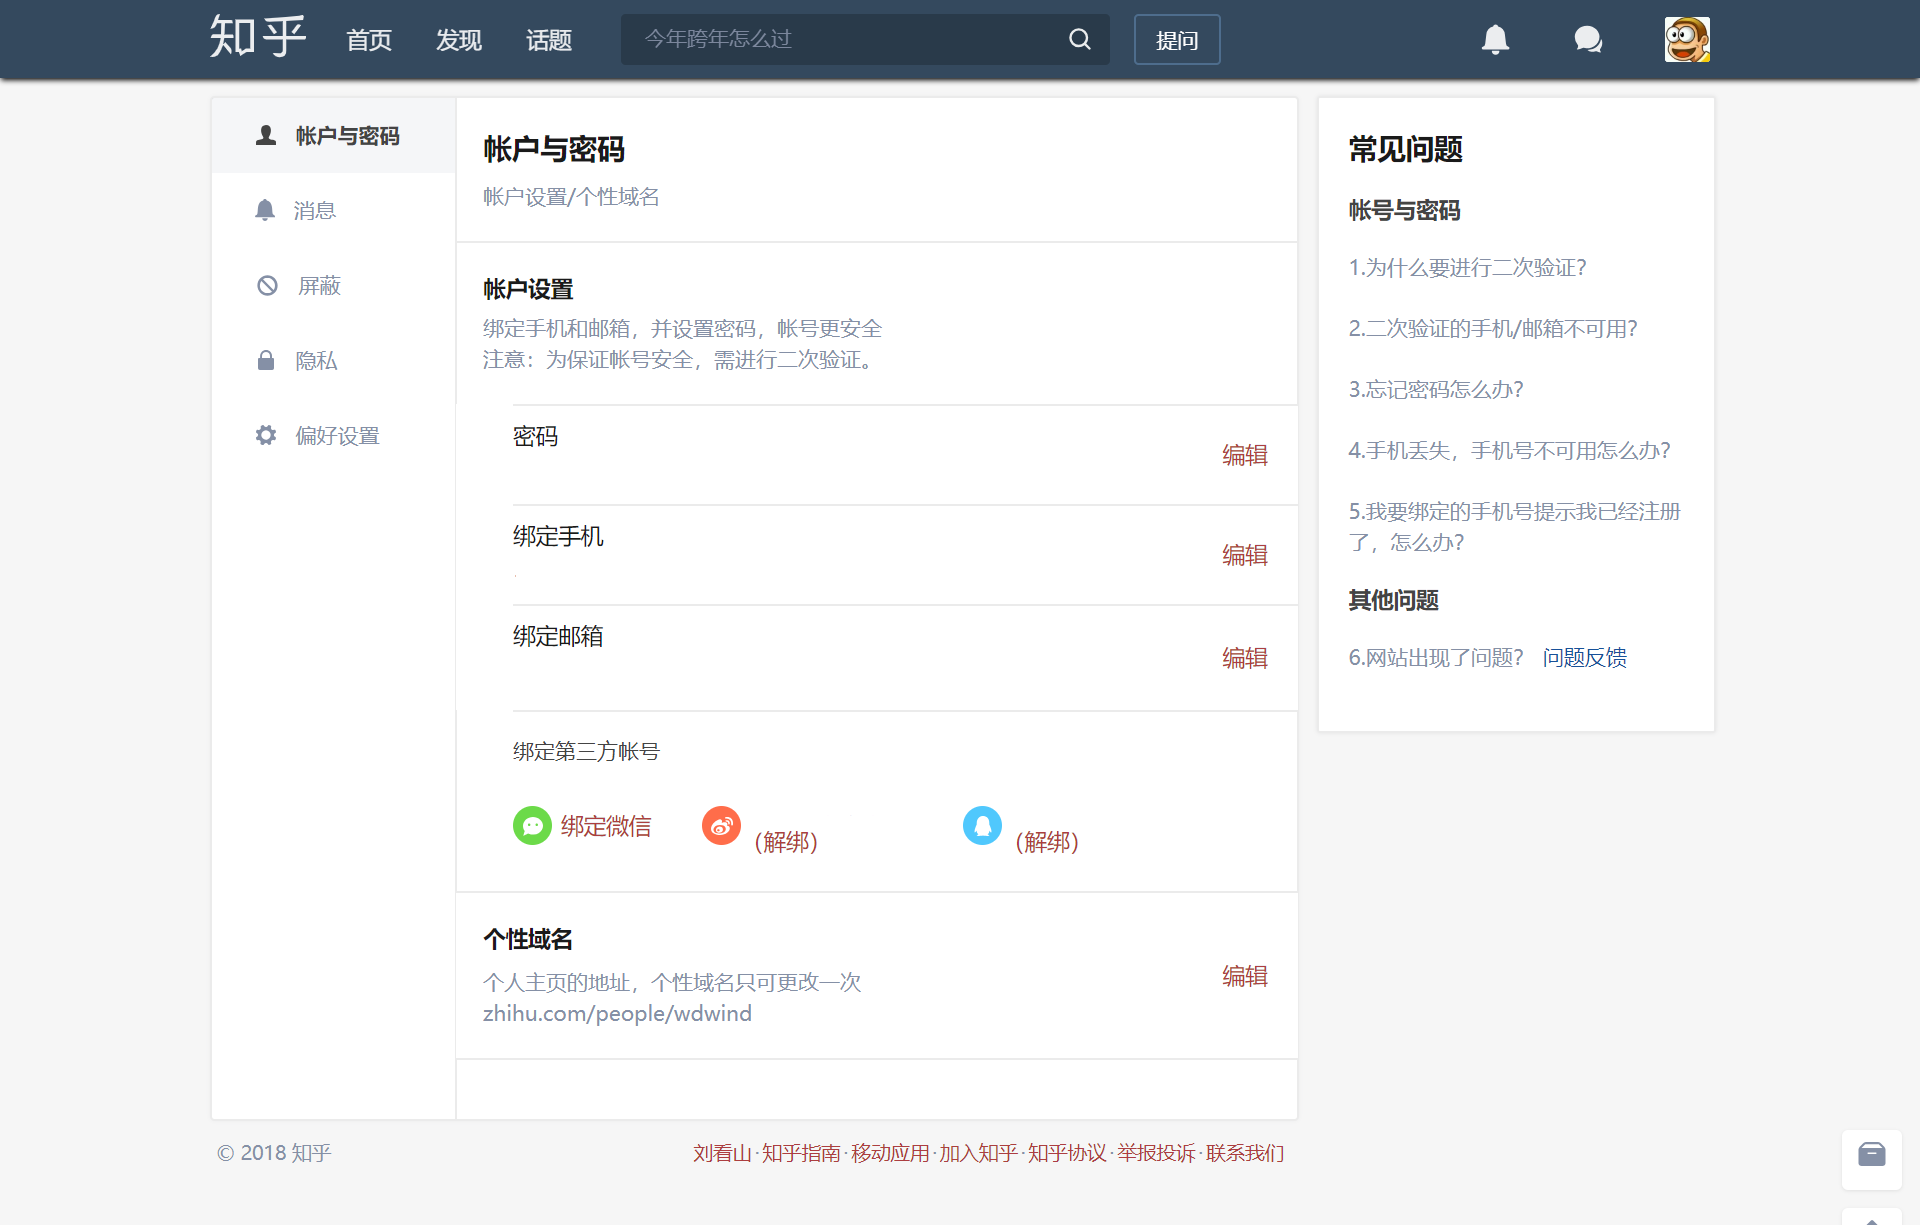 知乎
首页
发现
话题
今年跨年怎么过
提问
帐户与密码
消息
屏蔽
隐私
偏好设置
帐户与密码
帐户设置/个性域名
帐户设置
绑定手机和邮箱，并设置密码，帐号更安全
注意：为保证帐号安全，需进行二次验证。
密码
编辑
绑定手机
编辑
绑定邮箱
编辑
绑定第三方帐号
绑定微信
（解绑）
（解绑）
个性域名
个人主页的地址，个性域名只可更改一次
zhihu.com/people/wdwind
编辑
常见问题
帐号与密码
1.为什么要进行二次验证？
2.二次验证的手机/邮箱不可用？
3.忘记密码怎么办？
4.手机丢失，手机号不可用怎么办？
5.我要绑定的手机号提示我已经注册
了，怎么办？
其他问题
6.网站出现了问题？ 问题反馈
© 2018 知乎
刘看山·知乎指南·移动应用·加入知乎·知乎协议·举报投诉·联系我们